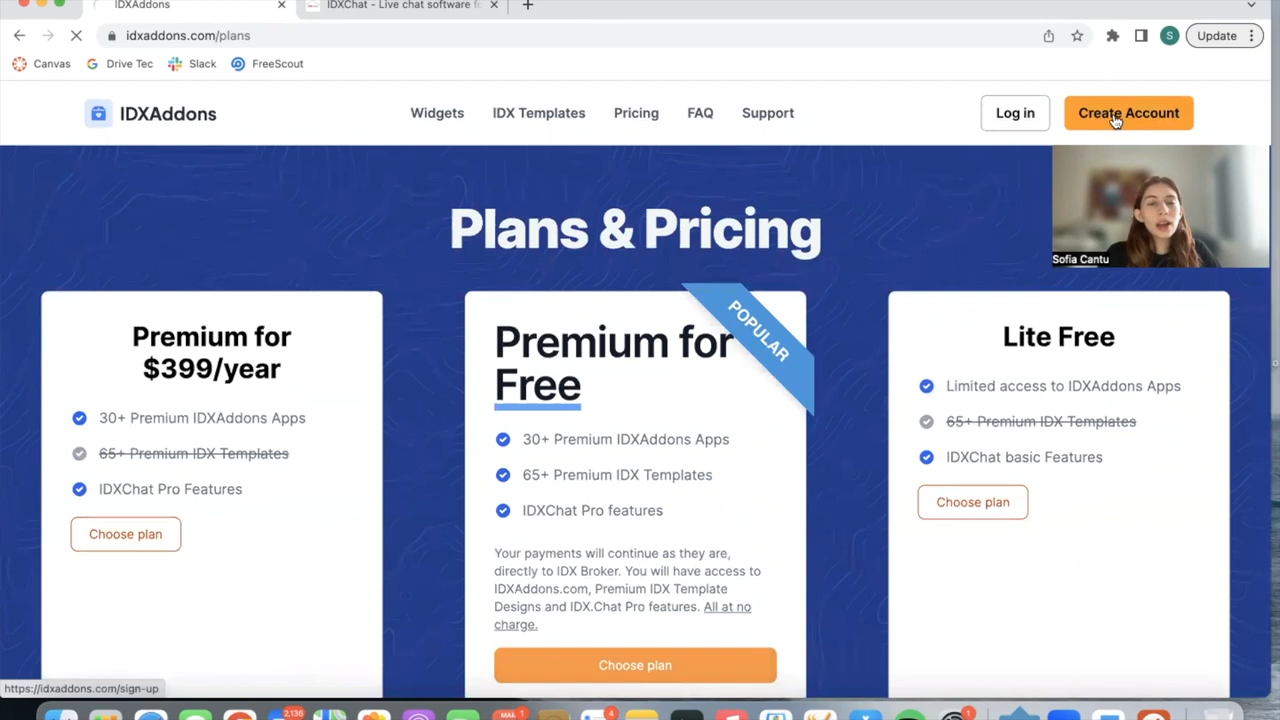 IDXAddons
IDXChat - Live chat software fo
idxaddons.com/plans
S
Update
Canvas
Drive Tec
Slack
FreeScout
IDXAddons
Widgets
IDX Templates
Pricing
FAQ
Support
Log in
Create Account
Plans & Pricing
Sofia Cantu
Premium for
$399/year
30+ Premium IDXAddons Apps
65+ Premium IDX Templates
IDXChat Pro Features
Choose plan
POPULAR
Premium for
Free
30+ Premium IDXAddons Apps
65+ Premium IDX Templates
IDXChat Pro features
Your payments will continue as they are,
directly to IDX Broker. You will have access to
IDXAddons.com, Premium IDX Template
Designs and IDX.Chat Pro features. All at no
charge.
Choose plan
Lite Free
Limited access to IDXAddons Apps
65+ Premium IDX Templates
IDXChat basic Features
Choose plan
https://idxaddons.com/sign-up
2,136
MAIL
1
4
1